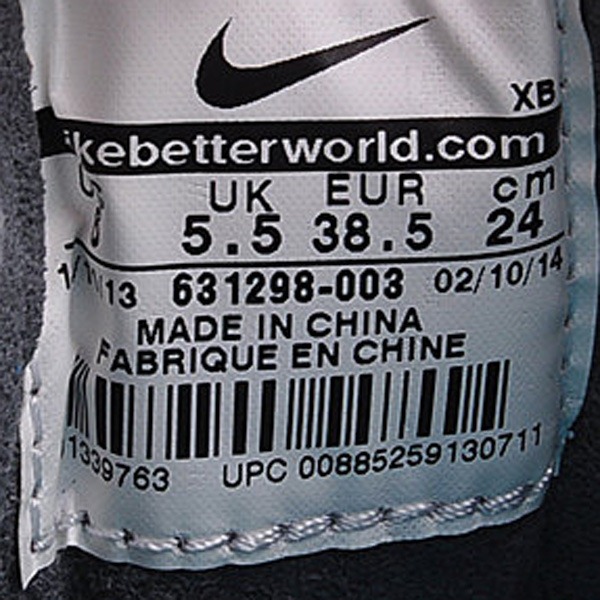 XB
ikebetterworld.com
UK EUR cm
5.5 38.5 24
631298-003 02/10/14
MADE IN CHINA
FABRIQUE EN CHINE
1339763 UPC 00885259130711